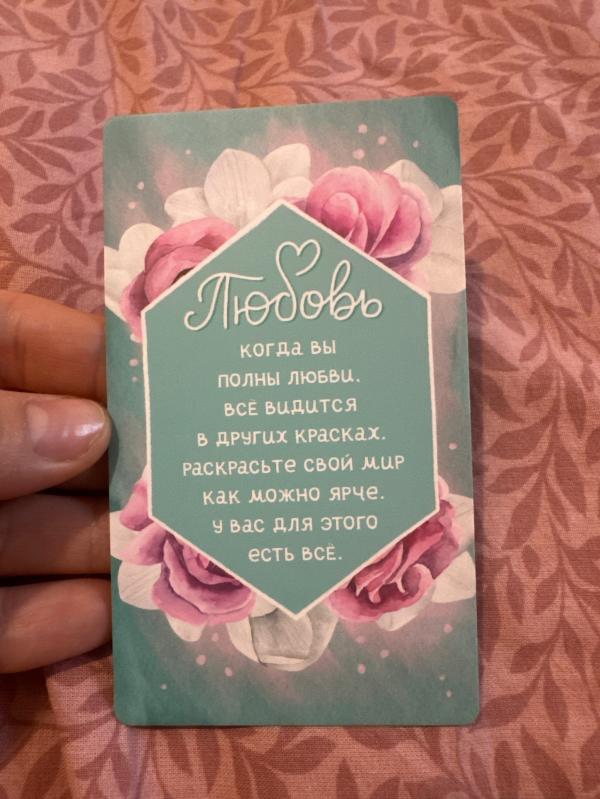 Любовь
когда вы
полны любви.
всё видится
в других красках.
раскрасьте свой мир
как можно ярче.
у вас для этого
есть всё.